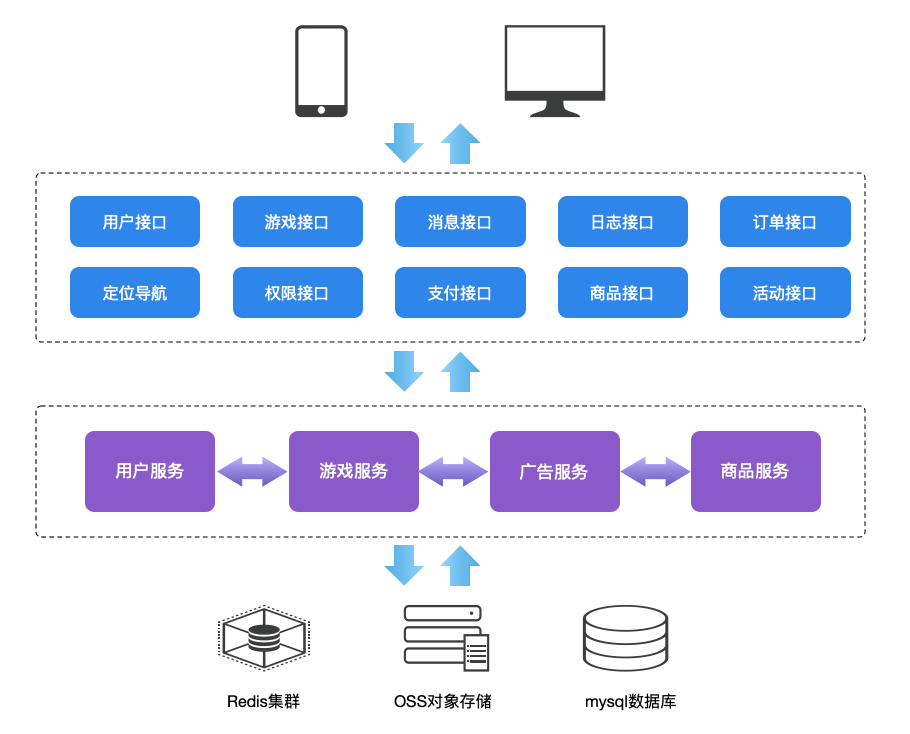 用户接口
游戏接口
消息接口
日志接口
订单接口
定位导航
权限接口
支付接口
商品接口
活动接口
用户服务
游戏服务
广告服务
商品服务
Redis集群
OSS对象存储
mysql数据库